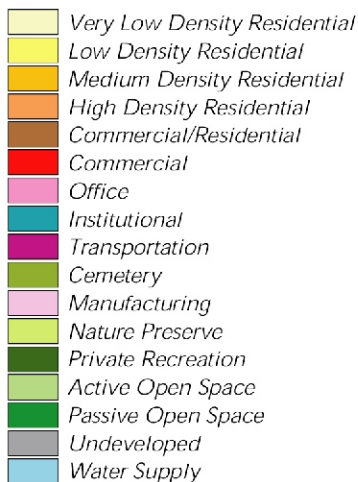 Very Low Density Residential
Low Density Residential
Medium Density Residential
High Density Residential
Commercial/Residential
Commercial
Office
Institutional
Transportation
Cemetery
Manufacturing
Nature Preserve
Private Recreation
Active Open Space
Passive Open Space
Undeveloped
Water Supply